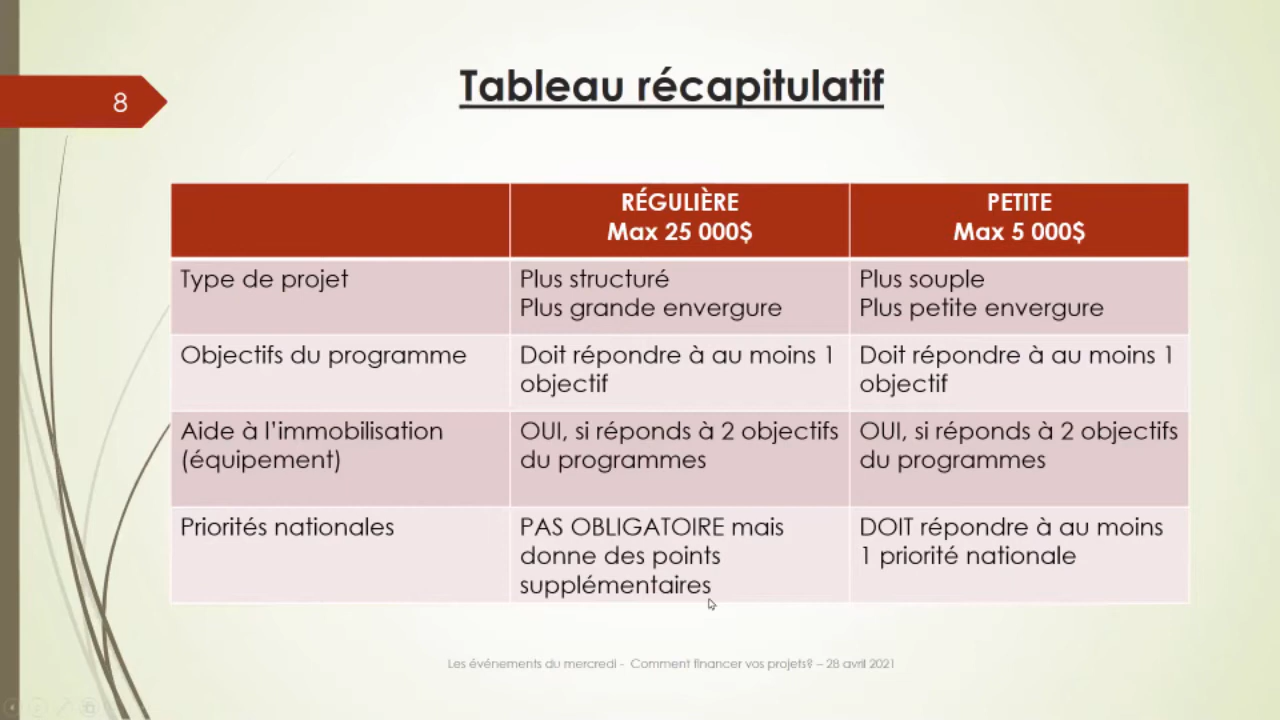 8
Tableau récapitulatif
RÉGULIÈRE
Max 25 000$
PETITE
Max 5 000$
Type de projet
Plus structuré
Plus grande envergure
Plus souple
Plus petite envergure
Objectifs du programme
Doit répondre à au moins 1
objectif
Doit répondre à au moins 1
objectif
Aide à l'immobilisation
(équipement)
OUI, si réponds à 2 objectifs
du programmes
OUI, si réponds à 2 objectifs
du programmes
Priorités nationales
PAS OBLIGATOIRE mais
donne des points
supplémentaires
DOIT répondre à au moins
1 priorité nationale
Les événements du mercredi - Comment financer vos projets? – 28 avril 2021